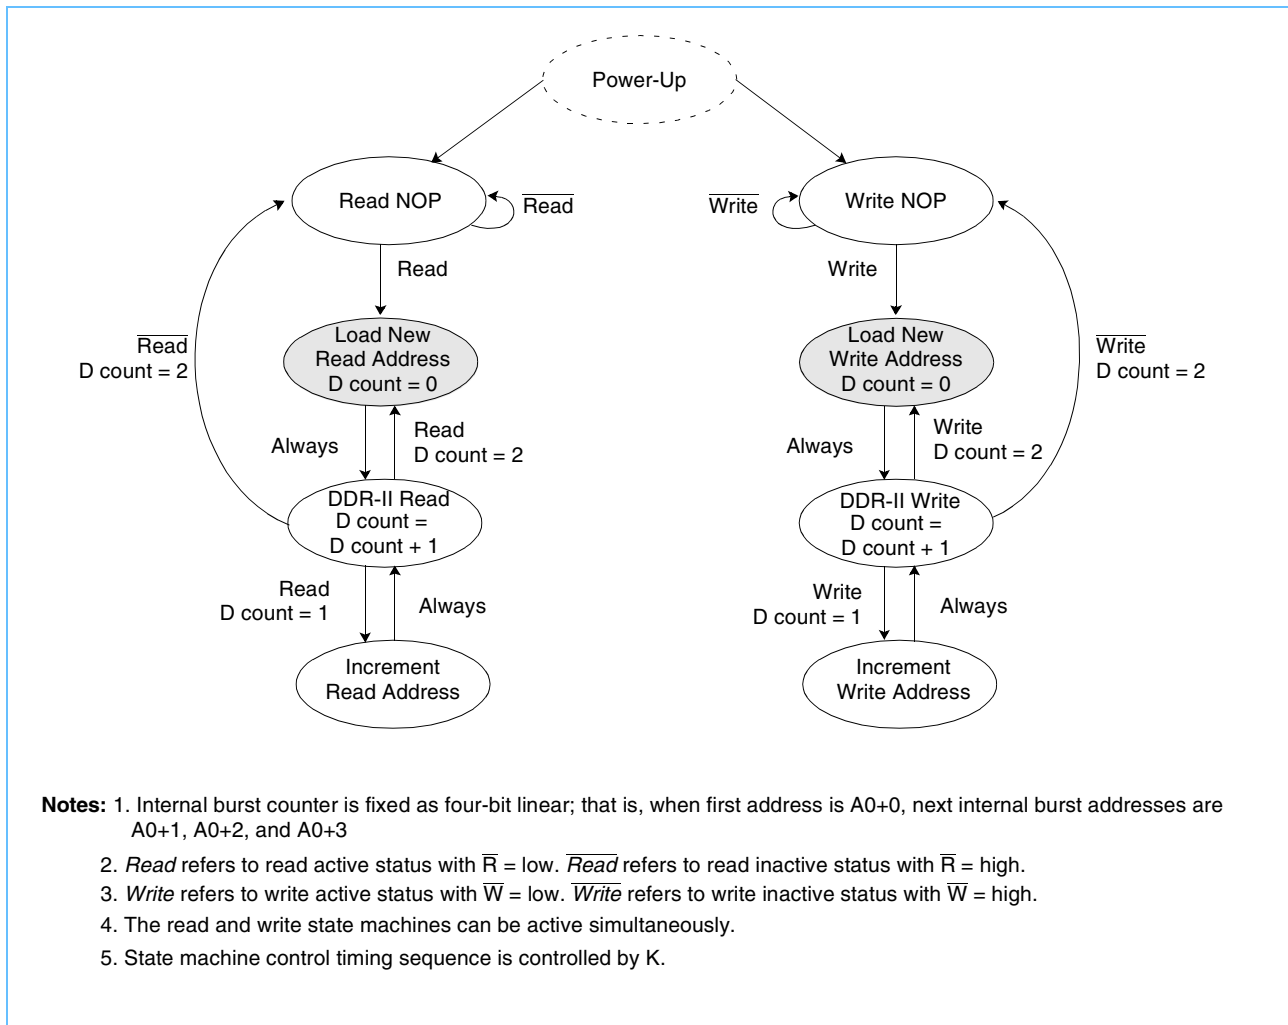 Power-Up
Read NOP
R̅e̅a̅d̅
Read
Load New
Read Address
D count = 0
R̅e̅a̅d̅
D count = 2
Always
Read
D count = 2
DDR-II Read
D count =
D count + 1
Read
D count = 1
Always
Increment
Read Address
W̅r̅i̅t̅e̅
Write NOP
Write
Load New
Write Address
D count = 0
W̅r̅i̅t̅e̅
D count = 2
Always
Write
D count = 2
DDR-II Write
D count =
D count + 1
Write
D count = 1
Always
Increment
Write Address
Notes: 1. Internal burst counter is fixed as four-bit linear; that is, when first address is A0+0, next internal burst addresses are
A0+1, A0+2, and A0+3
2. Read refers to read active status with R̅ = low. R̅e̅a̅d̅ refers to read inactive status with R̅ = high.
3. Write refers to write active status with W̅ = low. W̅r̅i̅t̅e̅ refers to write inactive status with W̅ = high.
4. The read and write state machines can be active simultaneously.
5. State machine control timing sequence is controlled by K.